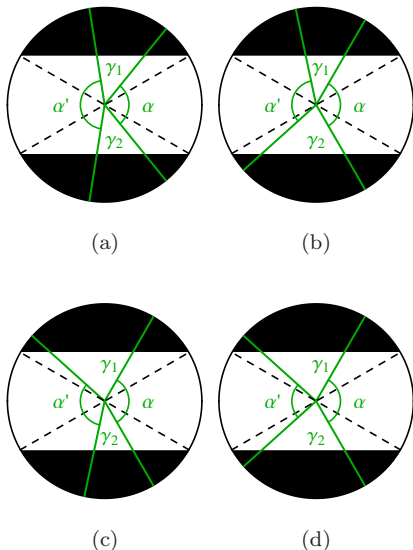 γ₁ γ₁
α' α α' α
γ₂ γ₂
(a) (b)
γ₁ γ₁
α' α α' α
γ₂ γ₂
(c) (d)